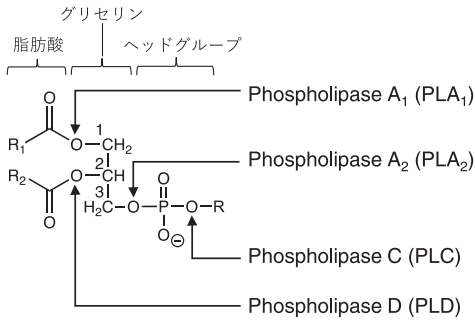 グリセリン
脂肪酸
ヘッドグループ
O
R1
O
1
CH2
R2
O
2
CH
O
3
H2C
O
P
O
O
R
O⊖
Phospholipase A1 (PLA1)
Phospholipase A2 (PLA2)
Phospholipase C (PLC)
Phospholipase D (PLD)